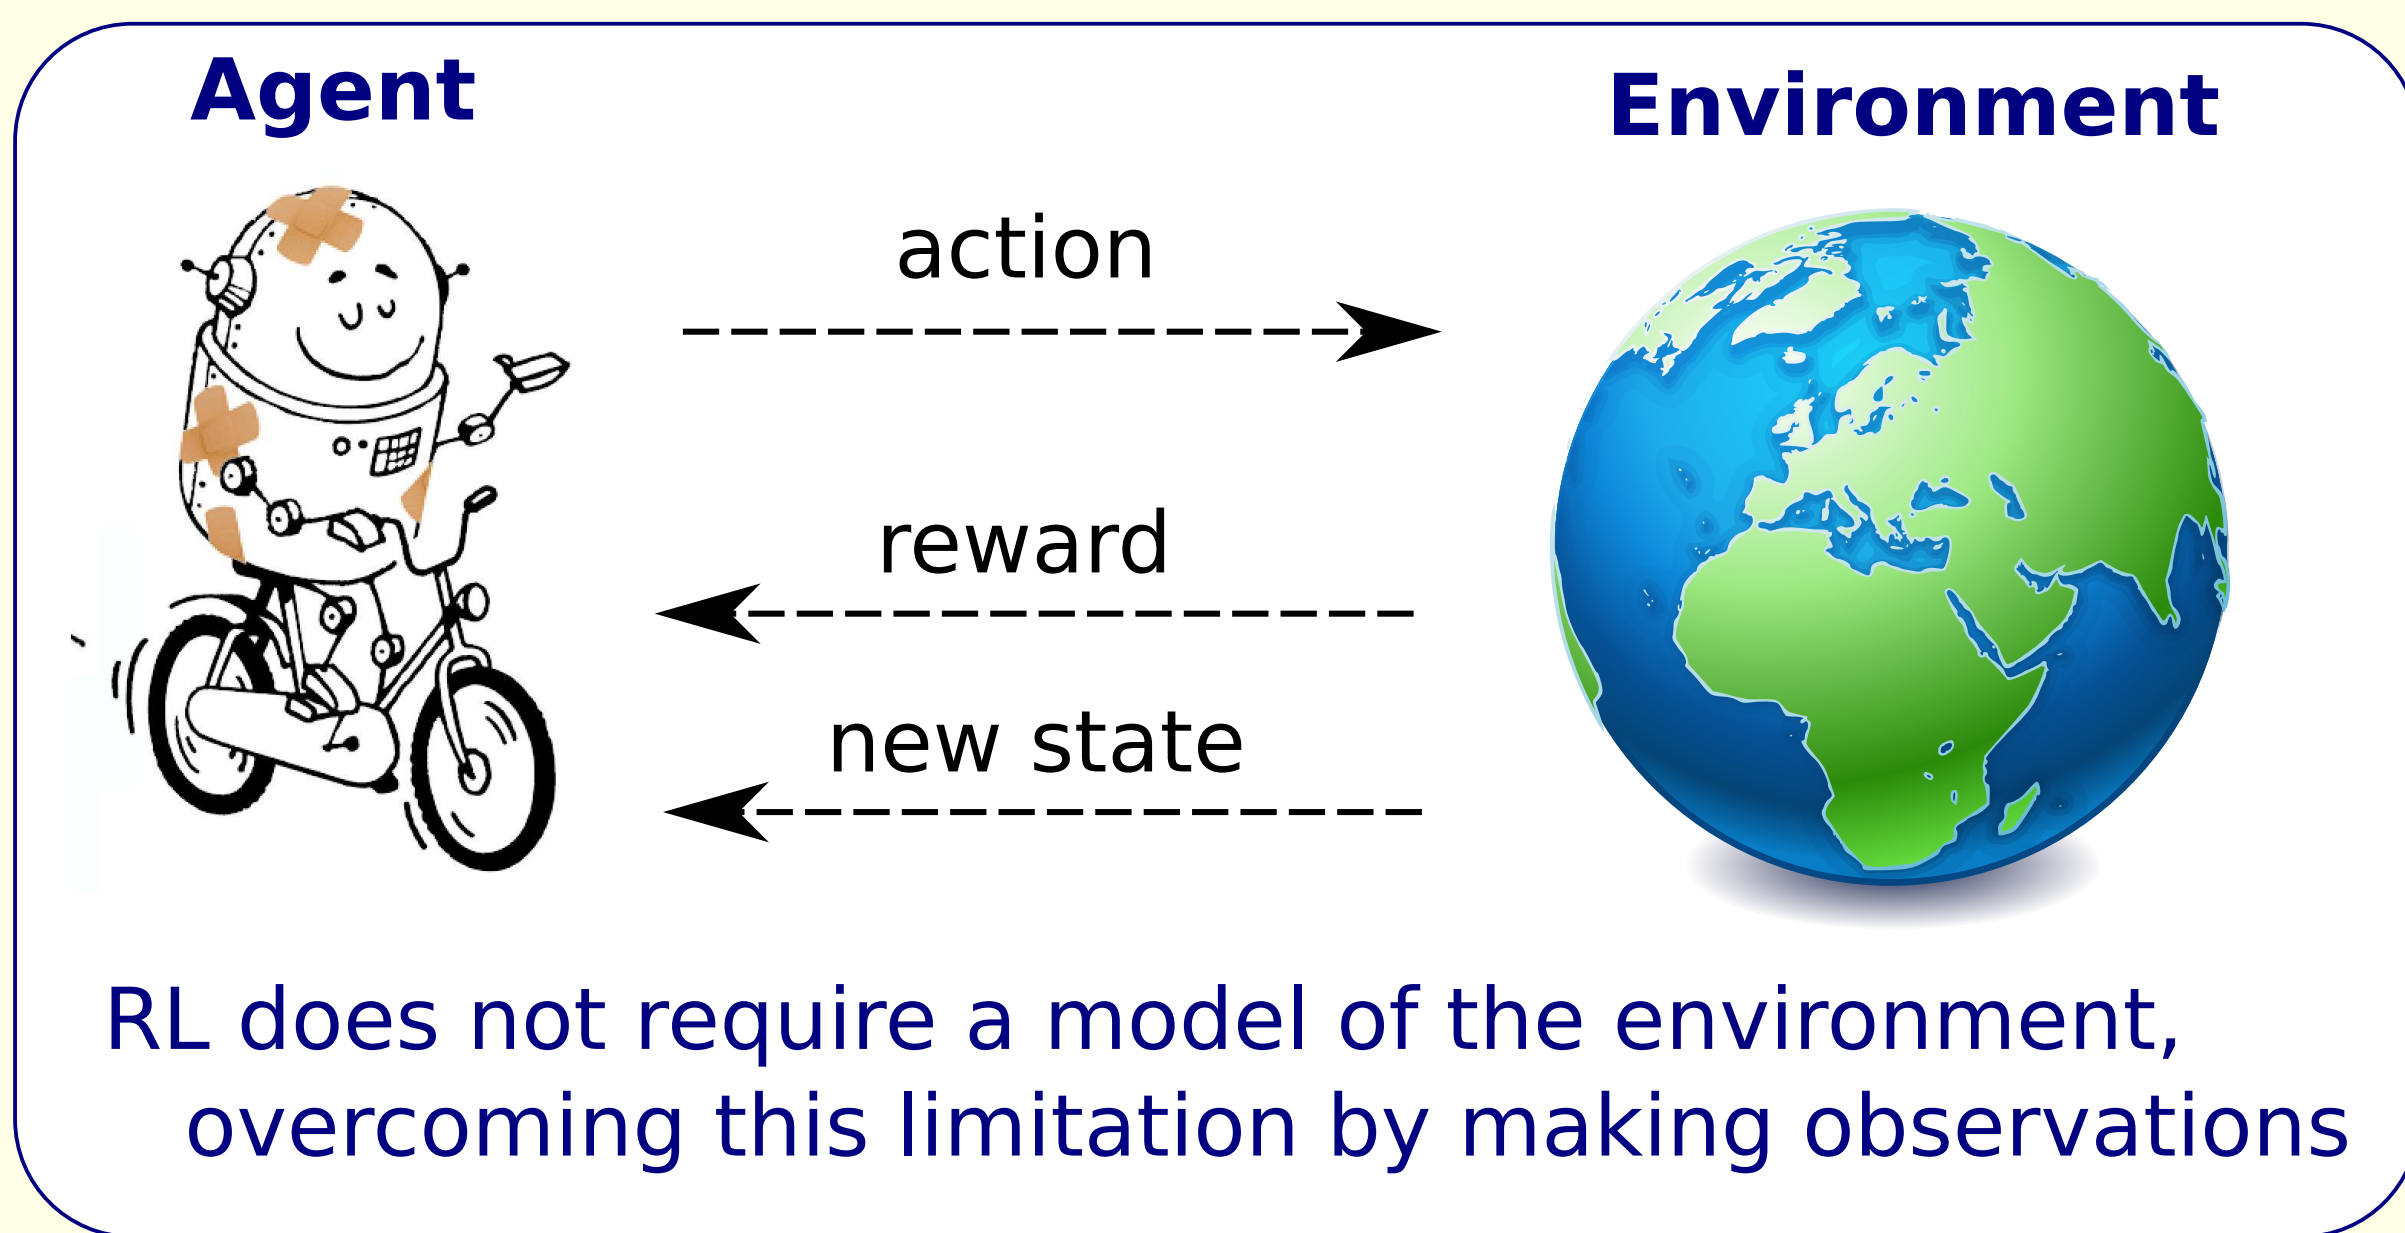 Agent
Environment
action
reward
new state
RL does not require a model of the environment,
overcoming this limitation by making observations